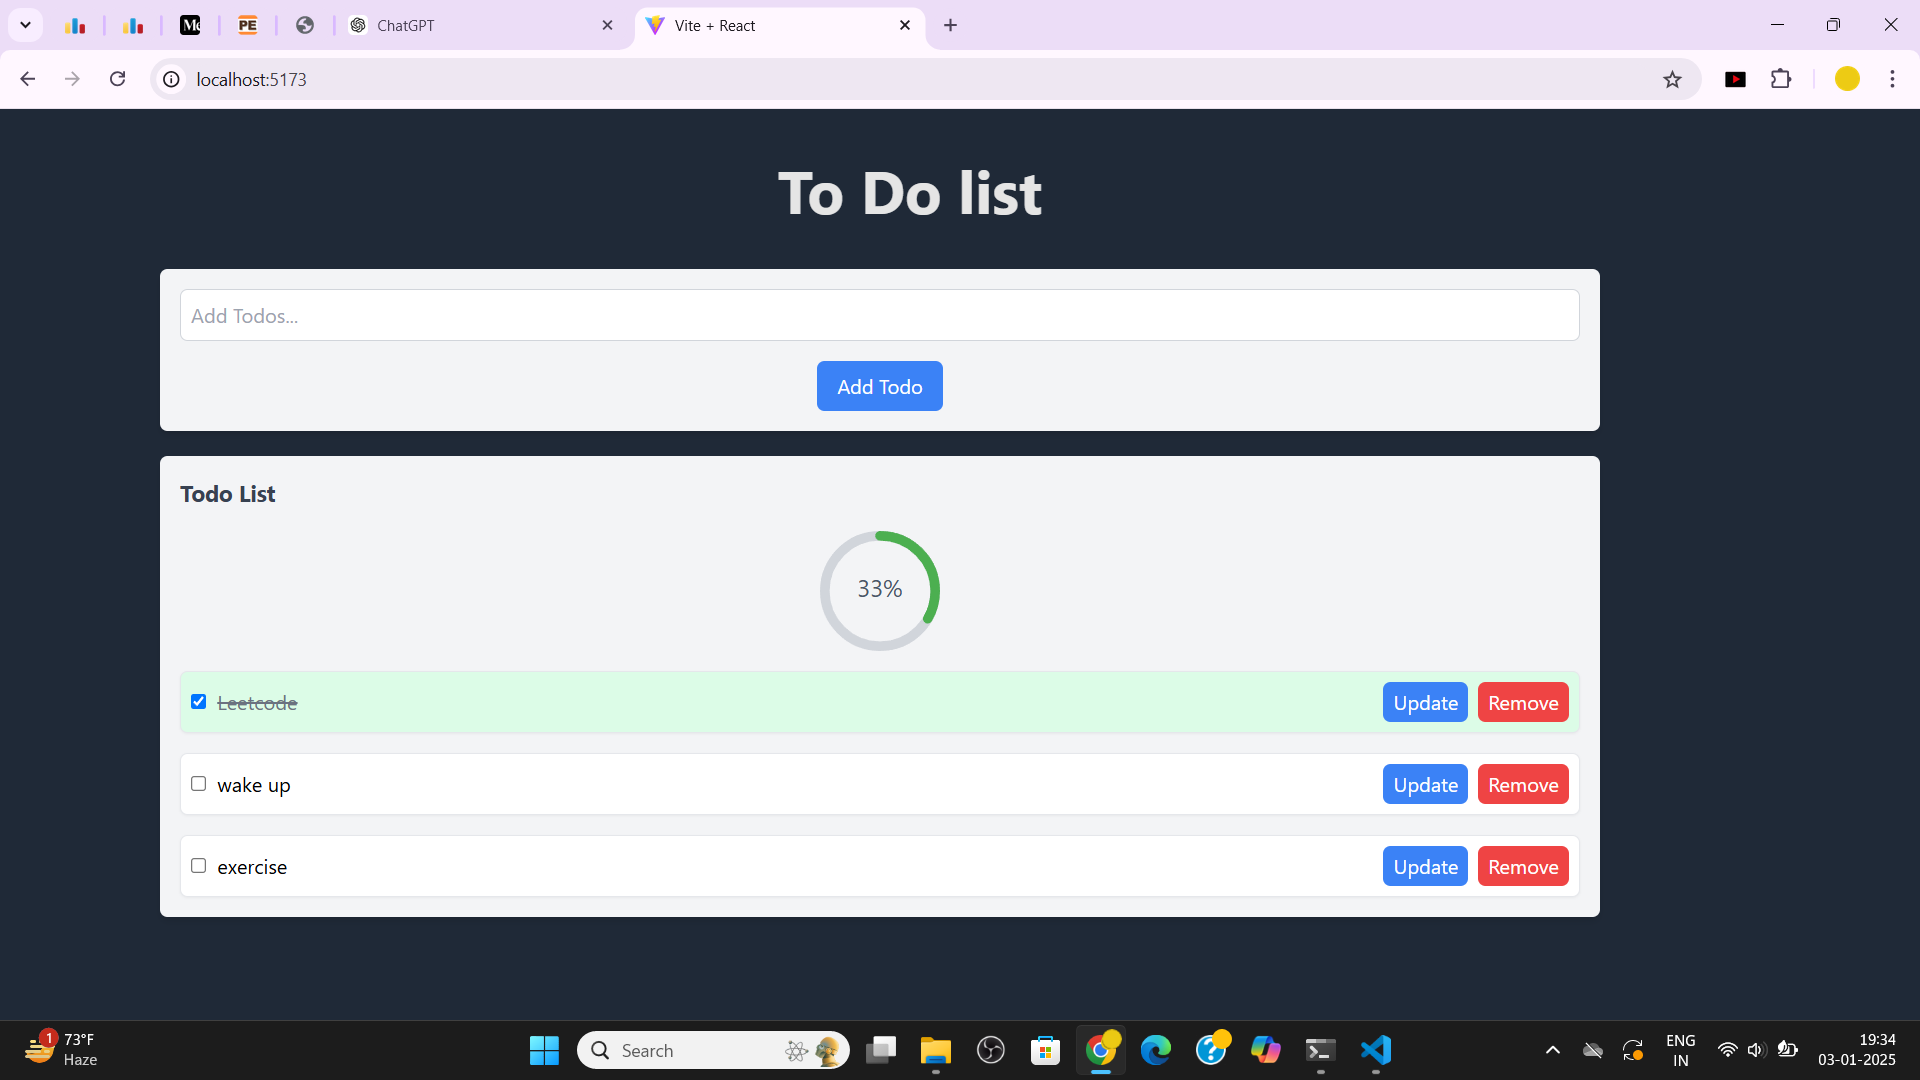 PE
ChatGPT
Vite + React
localhost:5173
To Do list
Add Todos...
Add Todo
Todo List
33%
Leetcode
Update
Remove
wake up
Update
Remove
exercise
Update
Remove
1
73°F
Haze
Search
ENG
IN
19:34
03-01-2025